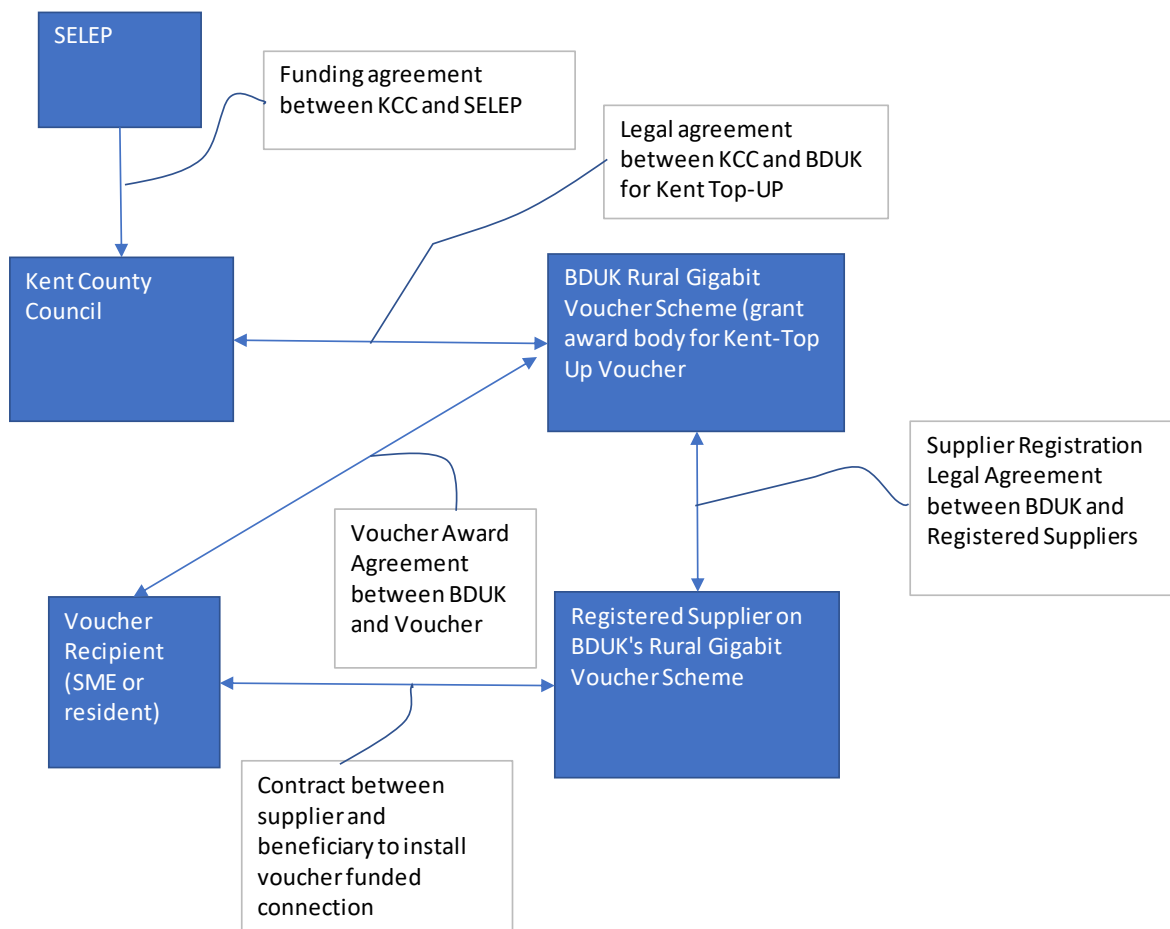 SELEP
Funding agreement
between KCC and SELEP
Legal agreement
between KCC and BDUK
for Kent Top-UP
Kent County
Council
BDUK Rural Gigabit
Voucher Scheme (grant
award body for Kent-Top
Up Voucher
Supplier Registration
Legal Agreement
between BDUK and
Registered Suppliers
Voucher Award
Agreement
between BDUK
and Voucher
Voucher
Recipient
(SME or
resident)
Registered Supplier on
BDUK's Rural Gigabit
Voucher Scheme
Contract between
supplier and
beneficiary to install
voucher funded
connection